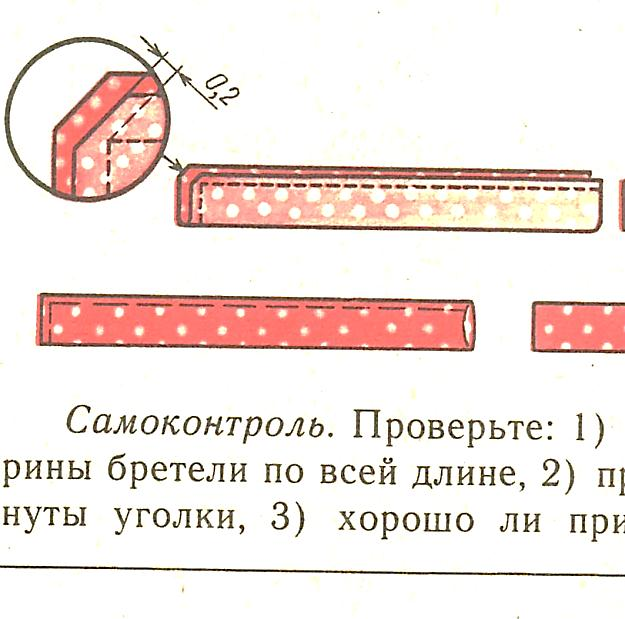 0,2
Самоконтроль. Проверьте: 1)
рины бретели по всей длине, 2) пр
нуты уголки, 3) хорошо ли при